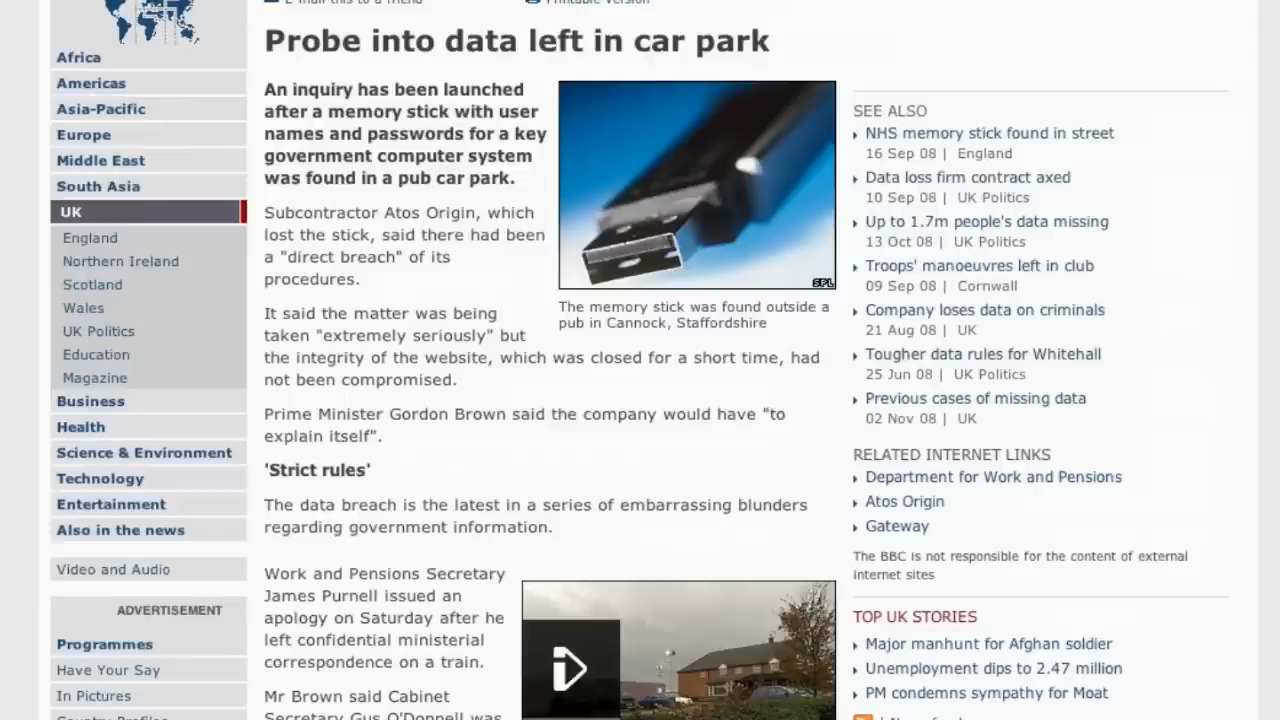 E-mail this to a friend
Printable version
Probe into data left in car park
Africa
Americas
Asia-Pacific
Europe
Middle East
South Asia
UK
England
Northern Ireland
Scotland
Wales
UK Politics
Education
Magazine
Business
Health
Science & Environment
Technology
Entertainment
Also in the news
Video and Audio
ADVERTISEMENT
Programmes
Have Your Say
In Pictures
Country Profiles
An inquiry has been launched
after a memory stick with user
names and passwords for a key
government computer system
was found in a pub car park.
Subcontractor Atos Origin, which
lost the stick, said there had been
a "direct breach" of its
procedures.
It said the matter was being
taken "extremely seriously" but
the integrity of the website, which was closed for a short time, had
not been compromised.
SPL
The memory stick was found outside a
pub in Cannock, Staffordshire
Prime Minister Gordon Brown said the company would have "to
explain itself".
'Strict rules'
The data breach is the latest in a series of embarrassing blunders
regarding government information.
Work and Pensions Secretary
James Purnell issued an
apology on Saturday after he
left confidential ministerial
correspondence on a train.
Mr Brown said Cabinet
Secretary Gus O'Donnell was
SEE ALSO
NHS memory stick found in street
16 Sep 08 | England
Data loss firm contract axed
10 Sep 08 | UK Politics
Up to 1.7m people's data missing
13 Oct 08 | UK Politics
Troops' manoeuvres left in club
09 Sep 08 | Cornwall
Company loses data on criminals
21 Aug 08 | UK
Tougher data rules for Whitehall
25 Jun 08 | UK Politics
Previous cases of missing data
02 Nov 08 | UK
RELATED INTERNET LINKS
Department for Work and Pensions
Atos Origin
Gateway
The BBC is not responsible for the content of external
internet sites
TOP UK STORIES
Major manhunt for Afghan soldier
Unemployment dips to 2.47 million
PM condemns sympathy for Moat